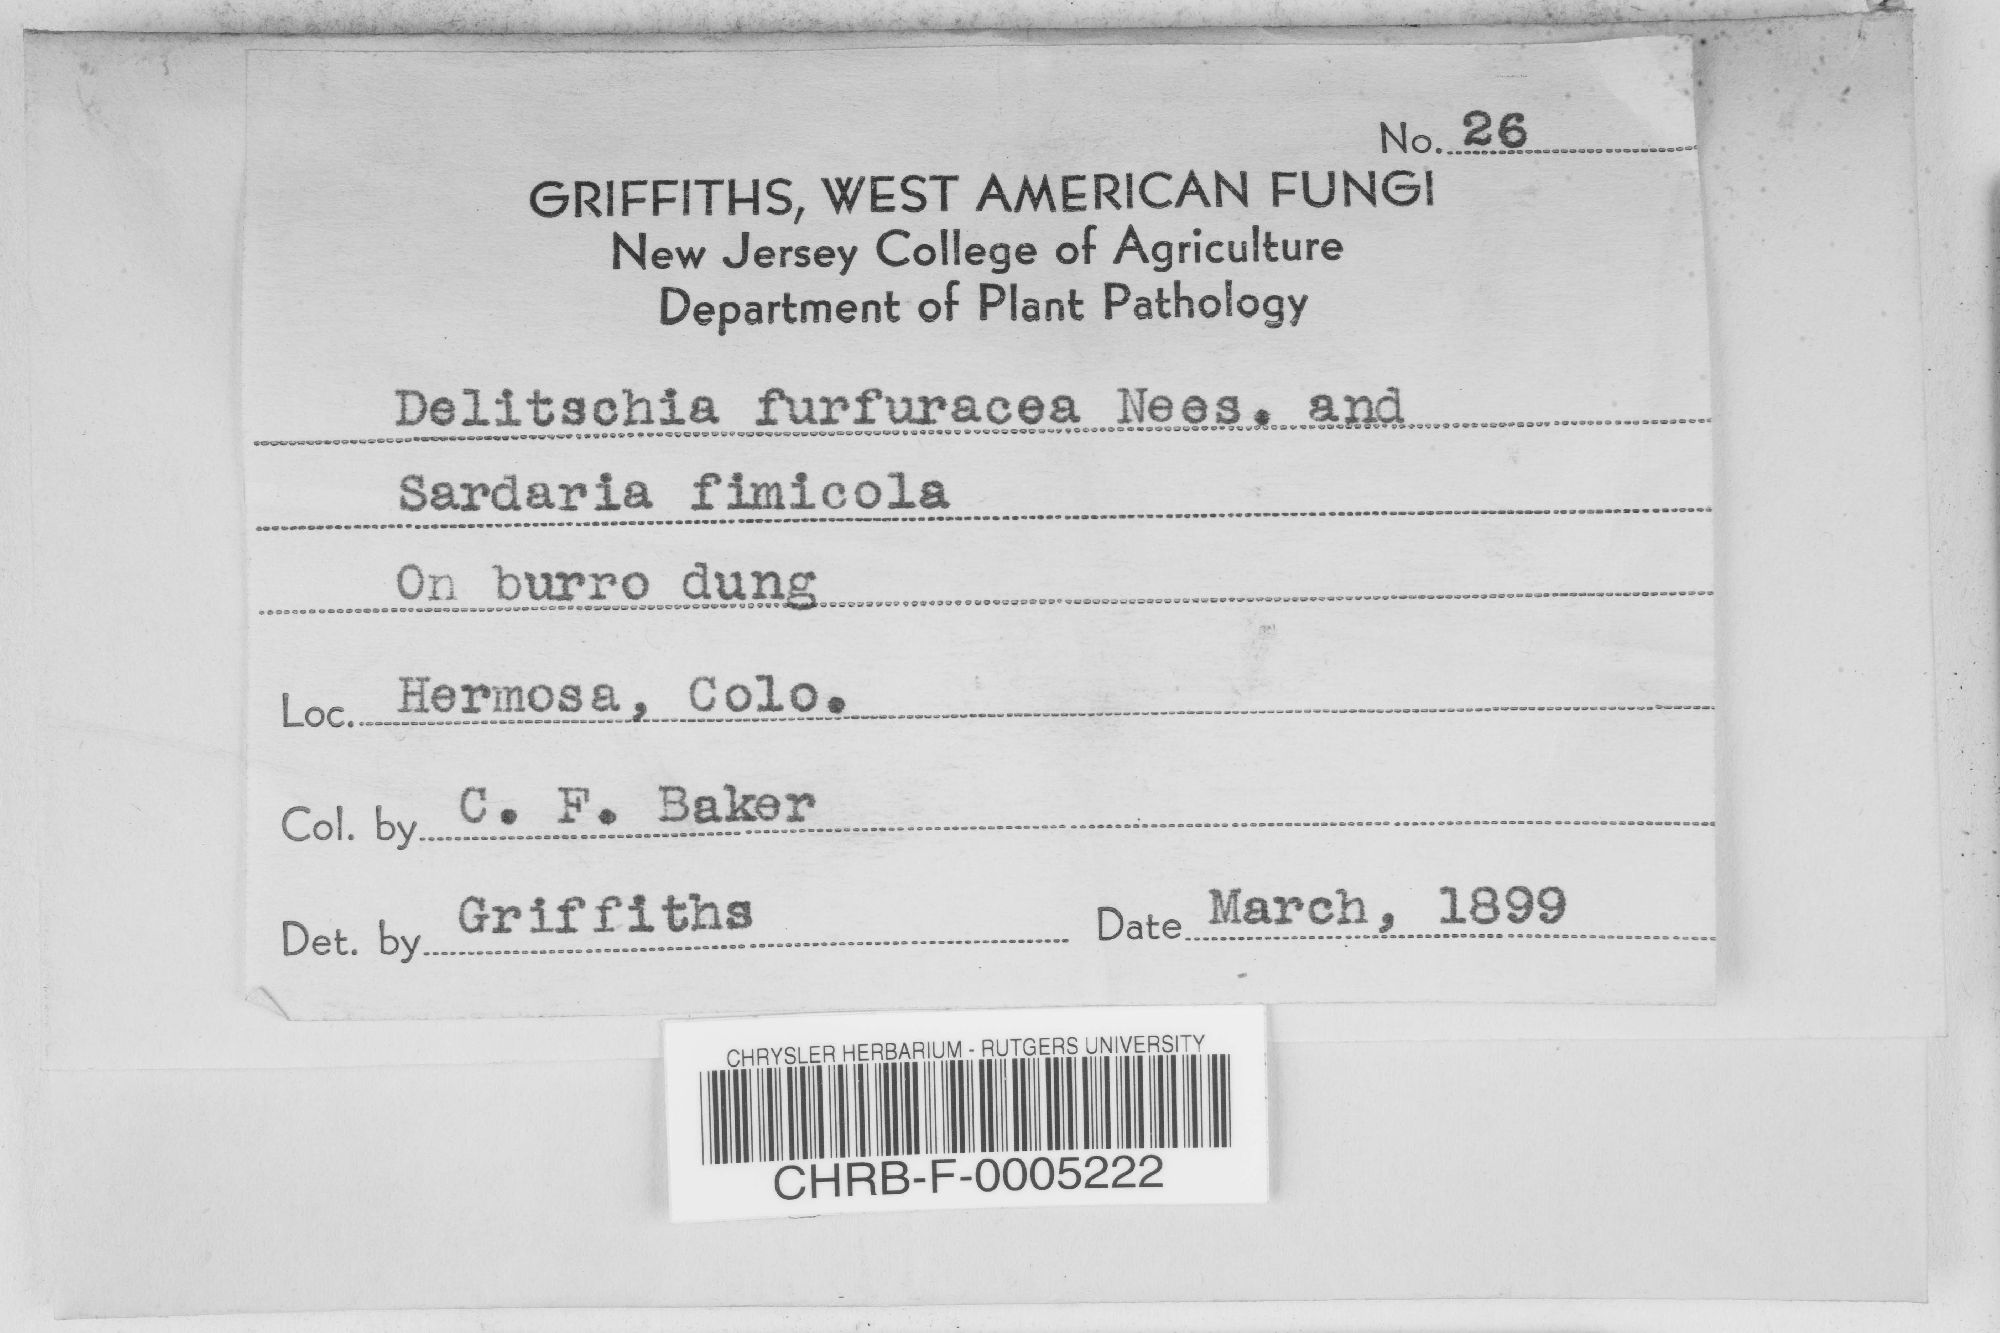 No. 26
GRIFFITHS, WEST AMERICAN FUNGI
New Jersey College of Agriculture
Department of Plant Pathology
Delitschia furfuracea Nees. and
Sardaria fimicola
On burro dung
Loc. Hermosa, Colo.
Col. by C. F. Baker
Det. by Griffiths Date March, 1899
CHRYSLER HERBARIUM - RUTGERS UNIVERSITY
CHRB-F-0005222